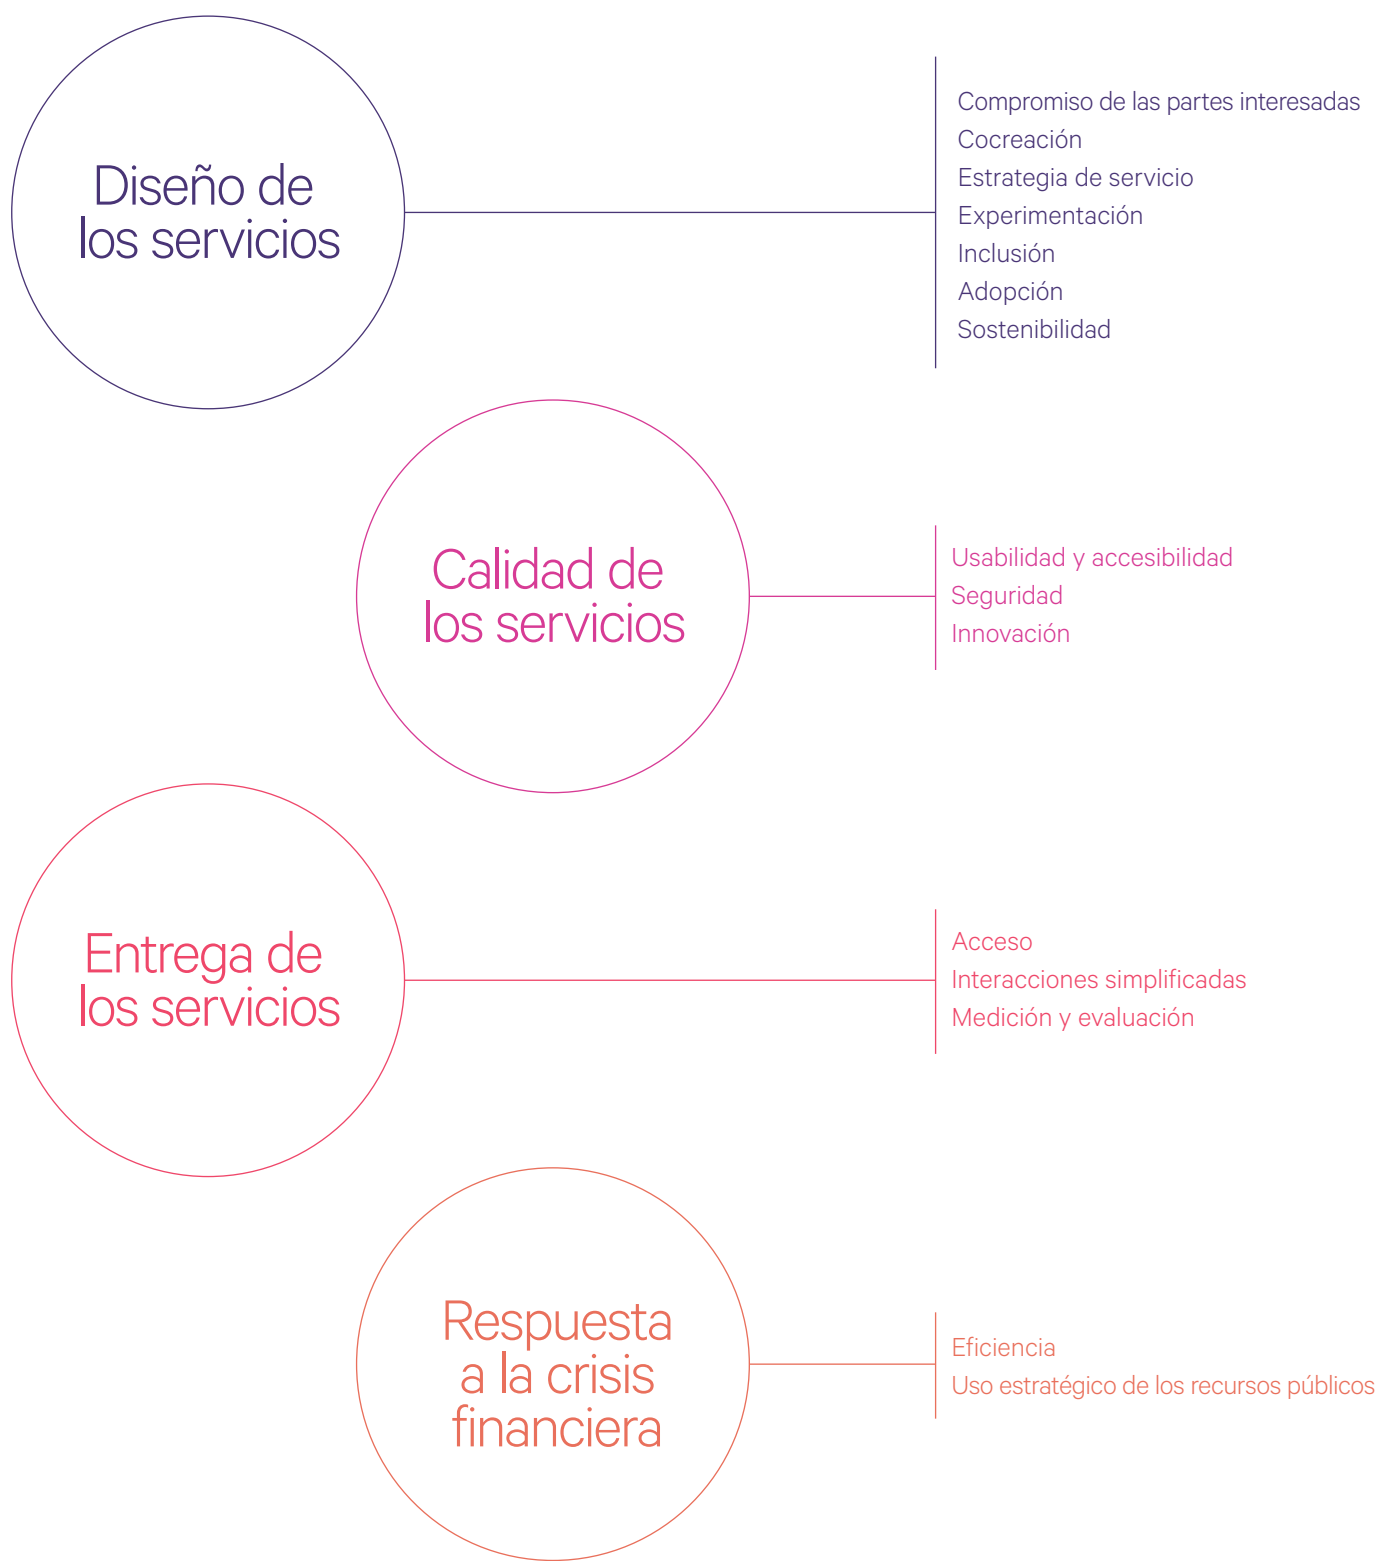 Diseño de
los servicios
Compromiso de las partes interesadas
Cocreación
Estrategia de servicio
Experimentación
Inclusión
Adopción
Sostenibilidad
Calidad de
los servicios
Usabilidad y accesibilidad
Seguridad
Innovación
Entrega de
los servicios
Acceso
Interacciones simplificadas
Medición y evaluación
Respuesta
a la crisis
financiera
Eficiencia
Uso estratégico de los recursos públicos